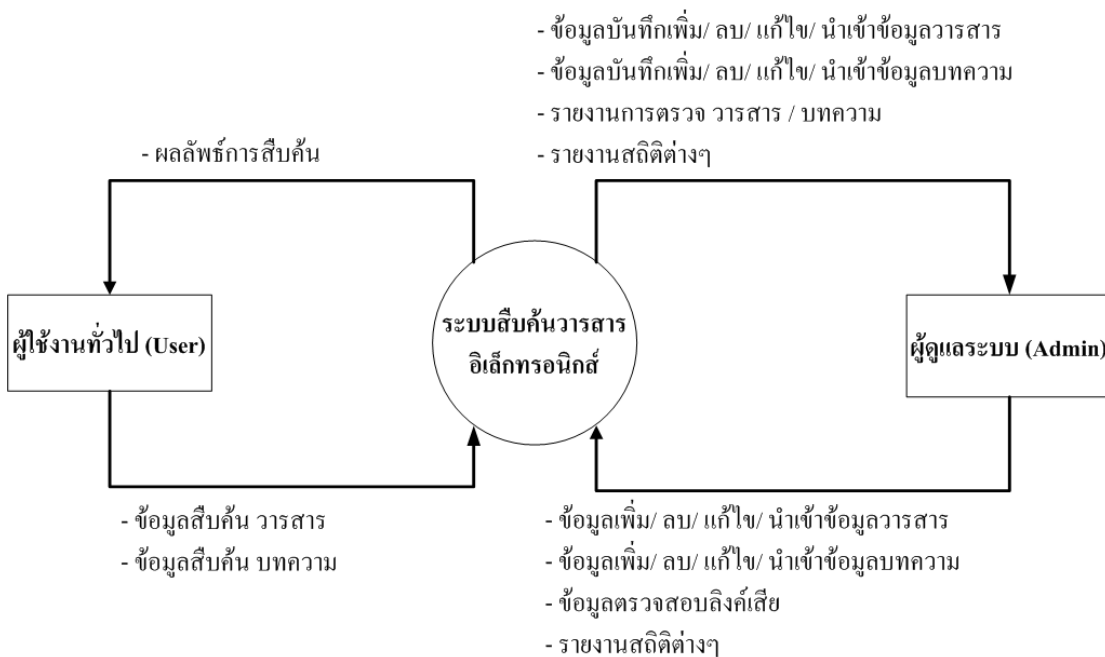 - ข้อมูลบันทึกเพิ่ม/ ลบ/ แก้ไข/ นำเข้าข้อมูลวารสาร
- ข้อมูลบันทึกเพิ่ม/ ลบ/ แก้ไข/ นำเข้าข้อมูลบทความ
- รายงานการตรวจ วารสาร / บทความ
- รายงานสถิติต่างๆ
- ผลลัพธ์การสืบค้น
ผู้ใช้งานทั่วไป (User)
ระบบสืบค้นวารสาร
อิเล็กทรอนิกส์
ผู้ดูแลระบบ (Admin)
- ข้อมูลสืบค้น วารสาร
- ข้อมูลสืบค้น บทความ
- ข้อมูลเพิ่ม/ ลบ/ แก้ไข/ นำเข้าข้อมูลวารสาร
- ข้อมูลเพิ่ม/ ลบ/ แก้ไข/ นำเข้าข้อมูลบทความ
- ข้อมูลตรวจสอบลิงค์เสีย
- รายงานสถิติต่างๆ